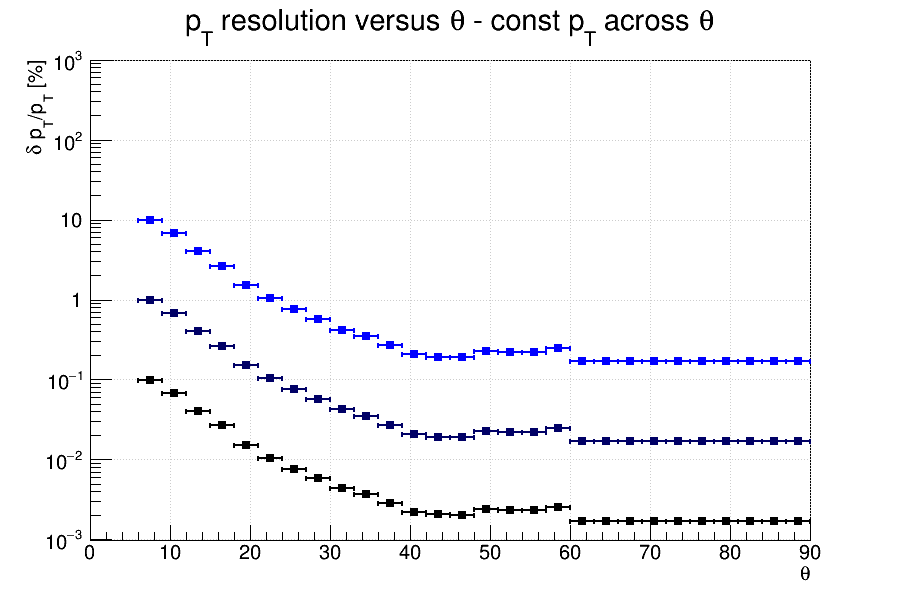 p_T resolution versus θ - const p_T across θ
δ p_T/p_T [%]
10^3
10^2
10
1
10^−1
10^−2
10^−3
0 10 20 30 40 50 60 70 80 90
θ